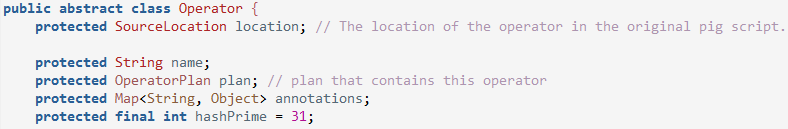 public abstract class Operator {
    protected SourceLocation location; // The location of the operator in the original pig script.
    protected String name;
    protected OperatorPlan plan; // plan that contains this operator
    protected Map<String, Object> annotations;
    protected final int hashPrime = 31;